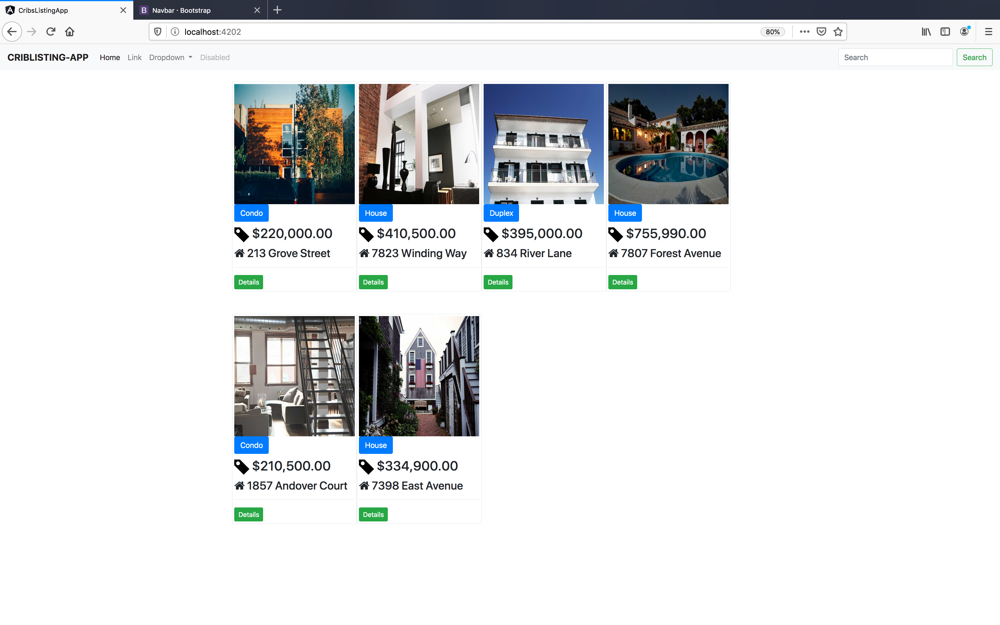 CribsListingApp
B Navbar · Bootstrap
localhost:4202
80%
CRIBLISTING-APP Home Link Dropdown Disabled
Search Search
Condo House Duplex House
$220,000.00 $410,500.00 $395,000.00 $755,990.00
213 Grove Street 7823 Winding Way 834 River Lane 7807 Forest Avenue
Details Details Details Details
Condo House
$210,500.00 $334,900.00
1857 Andover Court 7398 East Avenue
Details Details